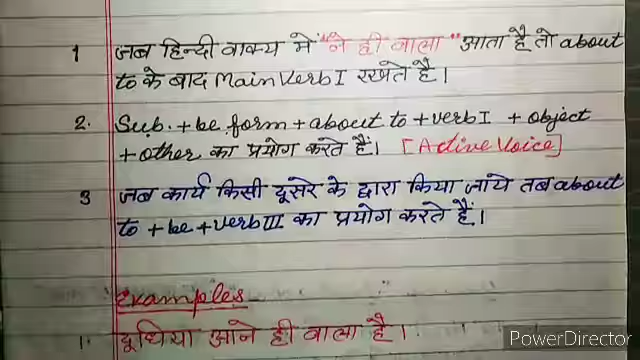 1 जब हिन्दी वाक्य में "ने ही वाला" आता है तो about
to के बाद Main Verb I रखते है।
2. Sub. + be form + about to + verb I + object
+ other का प्रयोग करते हैं। [Active Voice]
3 जब कार्य किसी दूसरे के द्वारा किया जाये तब about
to + be + verb III का प्रयोग करते हैं।
Examples
1. दूधिया आने ही वाला है।
PowerDirector